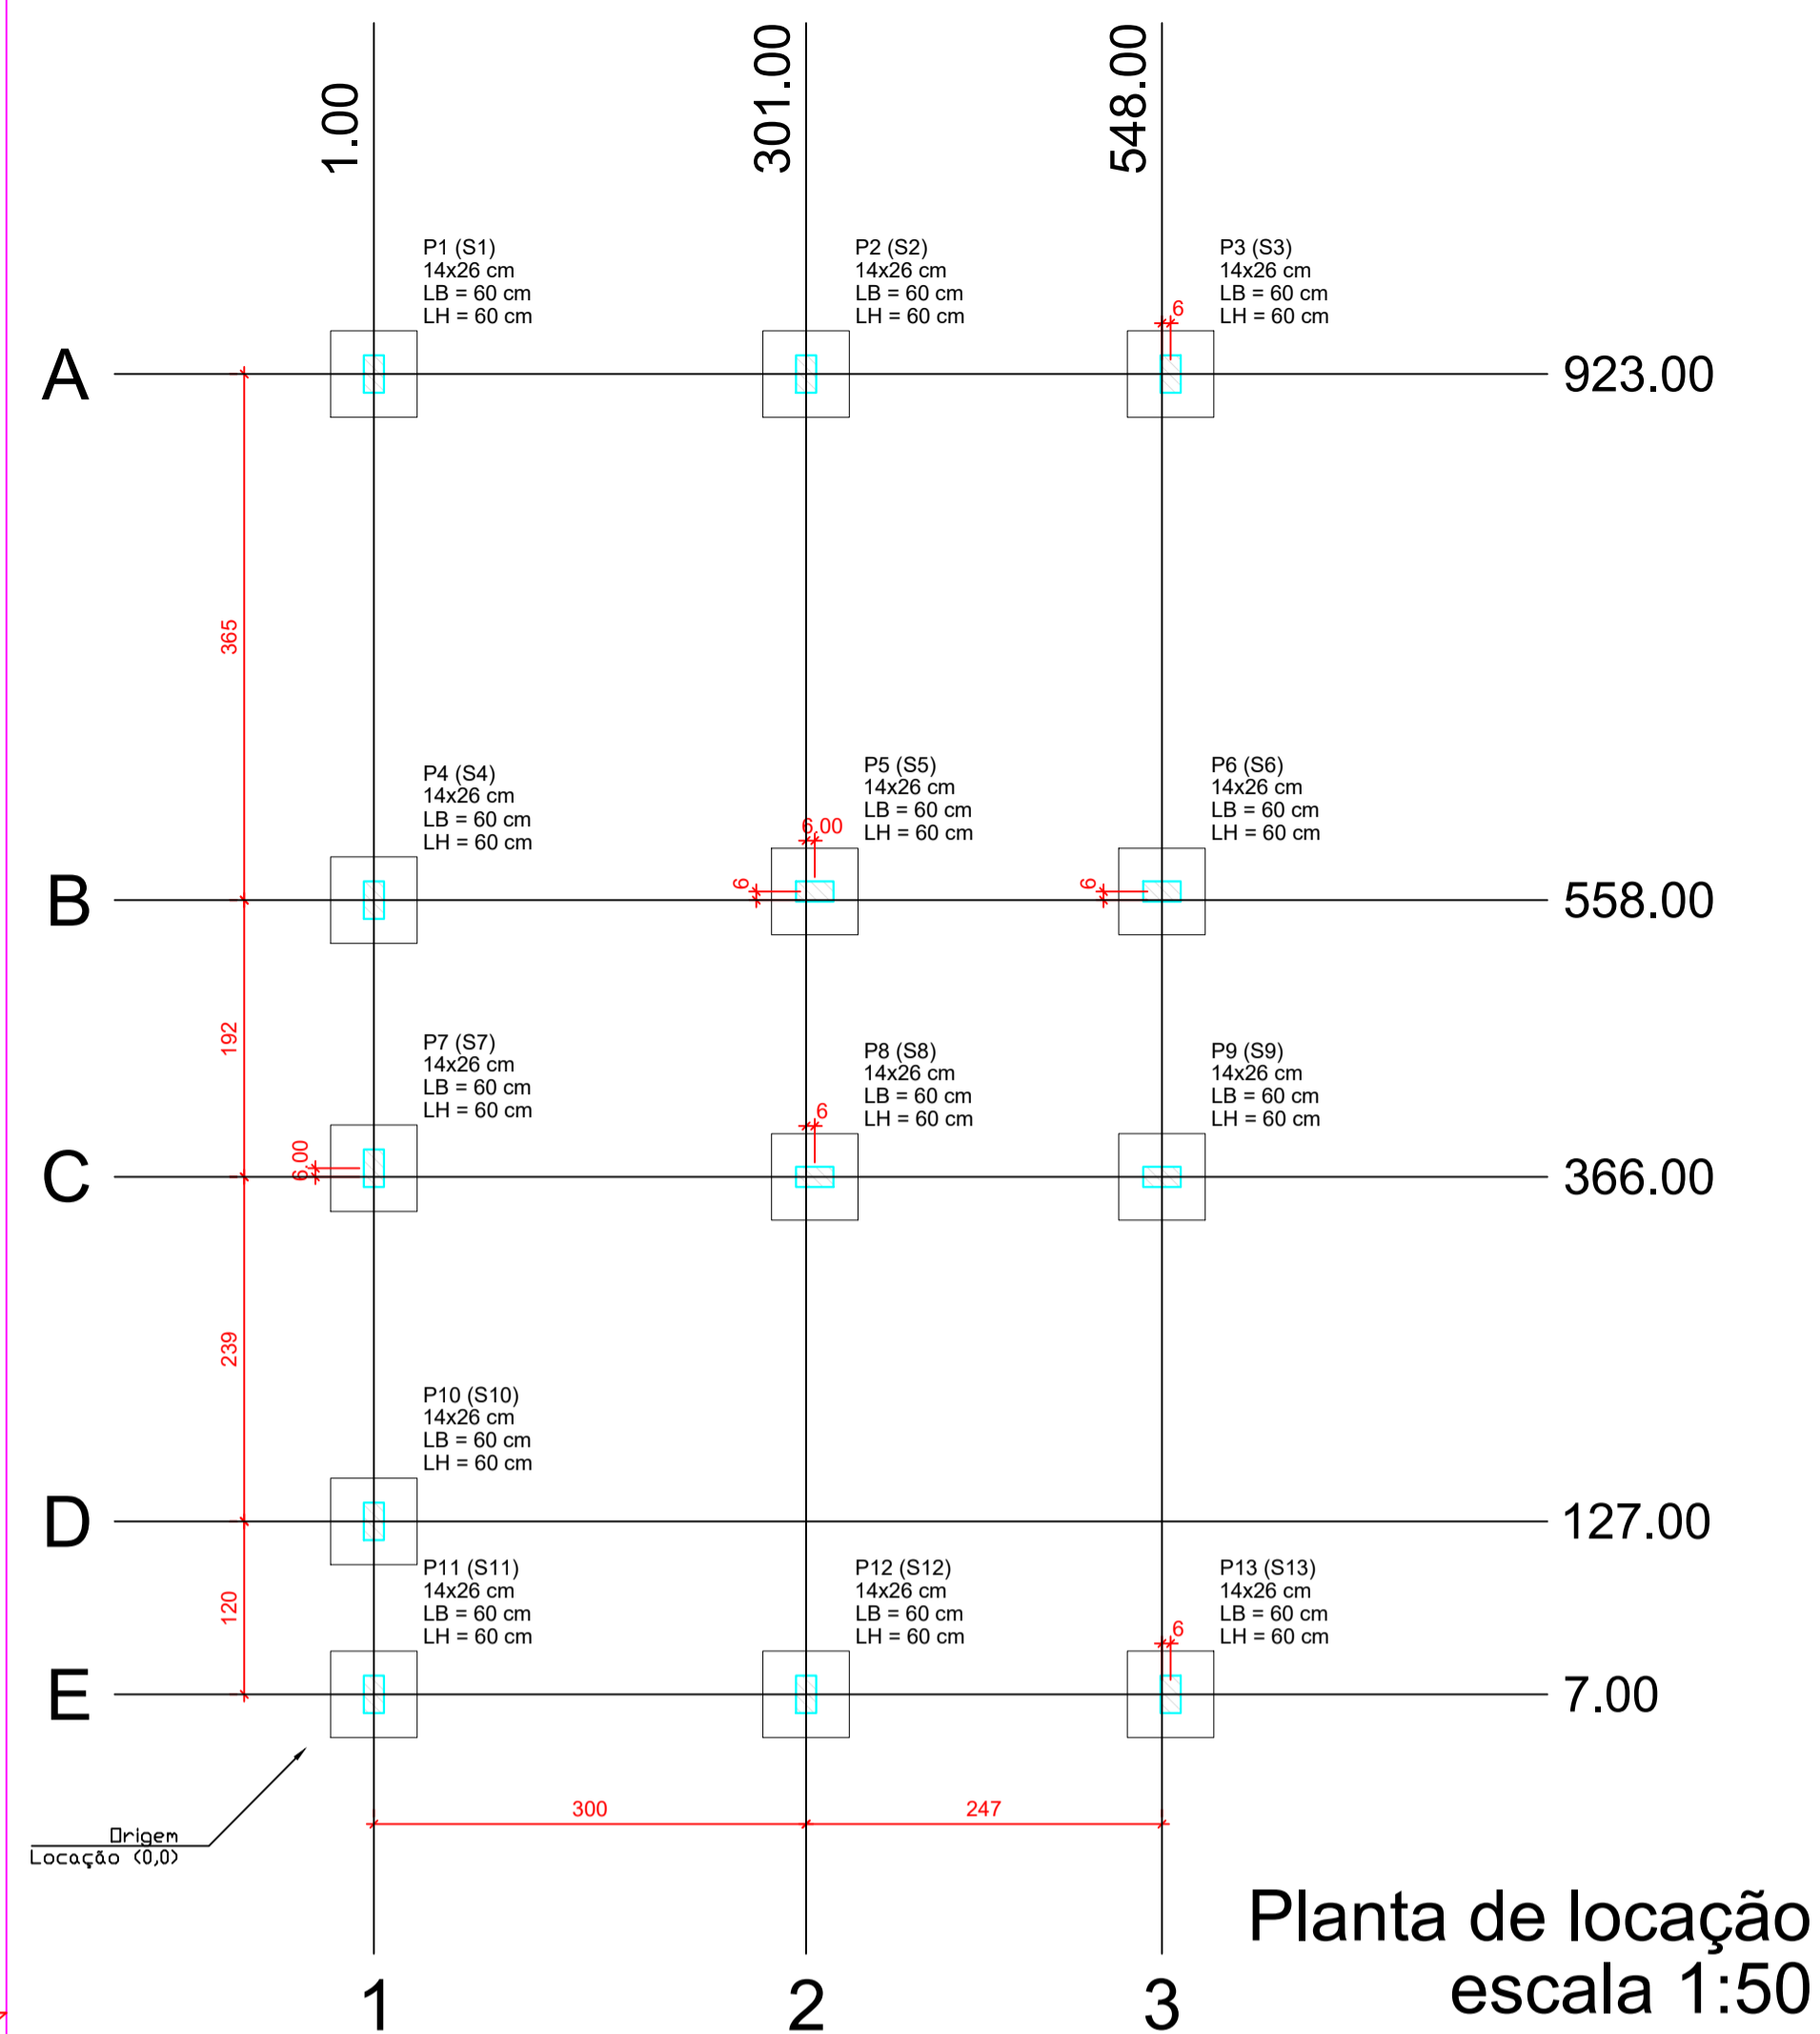 1.00
301.00
548.00
P1 (S1)
14x26 cm
LB = 60 cm
LH = 60 cm
P2 (S2)
14x26 cm
LB = 60 cm
LH = 60 cm
P3 (S3)
14x26 cm
LB = 60 cm
LH = 60 cm
6
A
923.00
365
P4 (S4)
14x26 cm
LB = 60 cm
LH = 60 cm
P5 (S5)
14x26 cm
LB = 60 cm
LH = 60 cm
6,00
6
P6 (S6)
14x26 cm
LB = 60 cm
LH = 60 cm
6
B
558.00
192
P7 (S7)
14x26 cm
LB = 60 cm
LH = 60 cm
6,00
P8 (S8)
14x26 cm
LB = 60 cm
LH = 60 cm
6
P9 (S9)
14x26 cm
LB = 60 cm
LH = 60 cm
C
366.00
239
P10 (S10)
14x26 cm
LB = 60 cm
LH = 60 cm
D
127.00
120
P11 (S11)
14x26 cm
LB = 60 cm
LH = 60 cm
P12 (S12)
14x26 cm
LB = 60 cm
LH = 60 cm
P13 (S13)
14x26 cm
LB = 60 cm
LH = 60 cm
6
E
7.00
300
247
Origem
Locação (0,0)
Planta de locação
escala 1:50
1
2
3